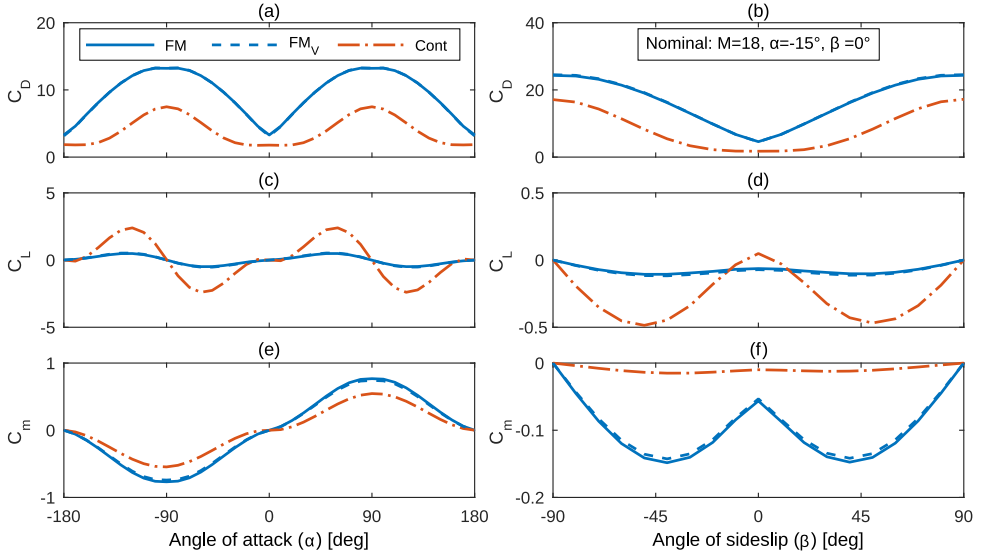 (a)
20
10
0
C_D
FM
FM_V
Cont
(b)
40
20
0
C_D
Nominal: M=18, α=-15°, β =0°
(c)
5
0
-5
C_L
(d)
0.5
0
-0.5
C_L
(e)
1
0
-1
C_m
-180 -90 0 90 180
Angle of attack (α) [deg]
(f)
0
-0.1
-0.2
C_m
-90 -45 0 45 90
Angle of sideslip (β) [deg]